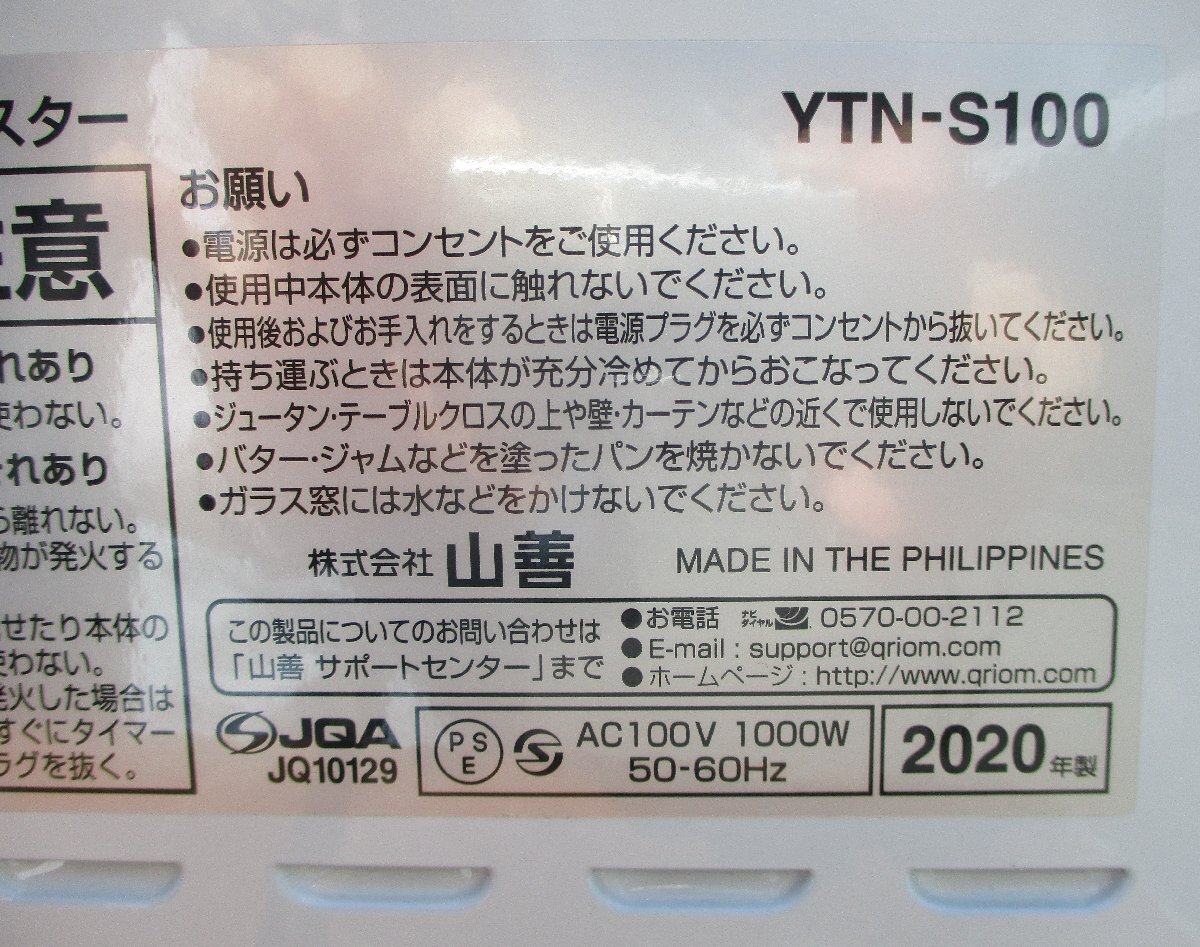 スター
YTN-S100
意
れあり
使わない。
それあり
ら離れない。
物が発火する
せたり本体の
使わない。
発火した場合は
すぐにタイマー
ラグを抜く。
お願い
●電源は必ずコンセントをご使用ください。
●使用中本体の表面に触れないでください。
●使用後およびお手入れをするときは電源プラグを必ずコンセントから抜いてください。
●持ち運ぶときは本体が充分冷めてからおこなってください。
●ジュータン・テーブルクロスの上や壁・カーテンなどの近くで使用しないでください。
●バター・ジャムなどを塗ったパンを焼かないでください。
●ガラス窓には水などをかけないでください。
株式会社 山善 MADE IN THE PHILIPPINES
この製品についてのお問い合わせは
「山善 サポートセンター」まで
●お電話 ナビダイヤル 0570-00-2112
●E-mail : support@qriom.com
●ホームページ : http://www.qriom.com
JQA
JQ10129
PSE
AC100V 1000W
50-60Hz
2020年製